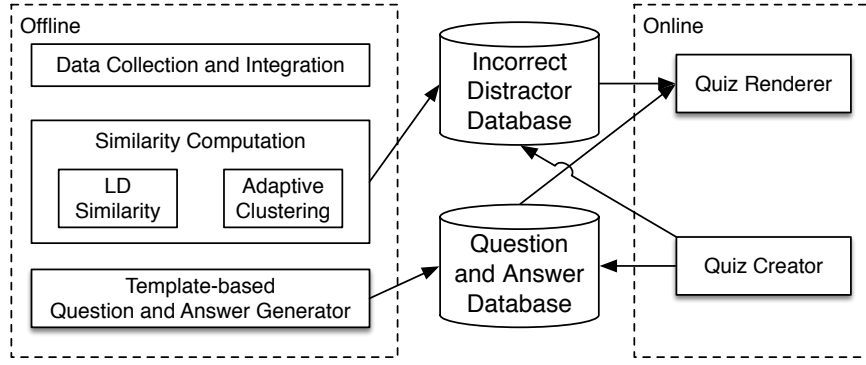 Offline
Data Collection and Integration
Similarity Computation
LD
Similarity
Adaptive
Clustering
Template-based
Question and Answer Generator
Incorrect
Distractor
Database
Question
and Answer
Database
Online
Quiz Renderer
Quiz Creator